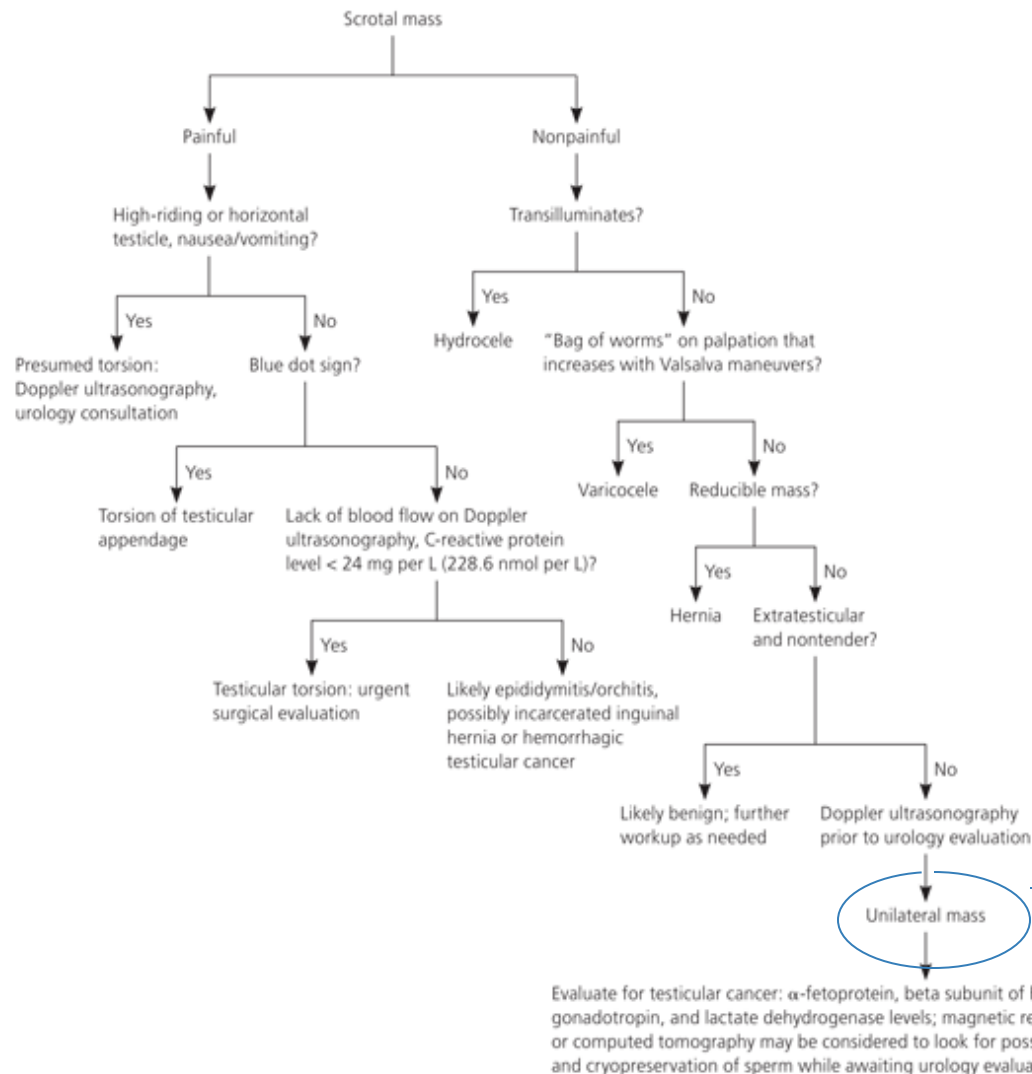 Scrotal mass
Painful
Nonpainful
High-riding or horizontal
testicle, nausea/vomiting?
Transilluminates?
Yes
No
Yes
No
Presumed torsion:
Doppler ultrasonography,
urology consultation
Blue dot sign?
Hydrocele
“Bag of worms” on palpation that
increases with Valsalva maneuvers?
Yes
No
Yes
No
Torsion of testicular
appendage
Lack of blood flow on Doppler
ultrasonography, C-reactive protein
level < 24 mg per L (228.6 nmol per L)?
Varicocele
Reducible mass?
Yes
No
Hernia
Extratesticular
and nontender?
Yes
No
Testicular torsion: urgent
surgical evaluation
Likely epididymitis/orchitis,
possibly incarcerated inguinal
hernia or hemorrhagic
testicular cancer
Yes
No
Likely benign; further
workup as needed
Doppler ultrasonography
prior to urology evaluation
Unilateral mass
Evaluate for testicular cancer: α-fetoprotein, beta subunit of
gonadotropin, and lactate dehydrogenase levels; magnetic
or computed tomography may be considered to look for
and cryopreservation of sperm while awaiting urology